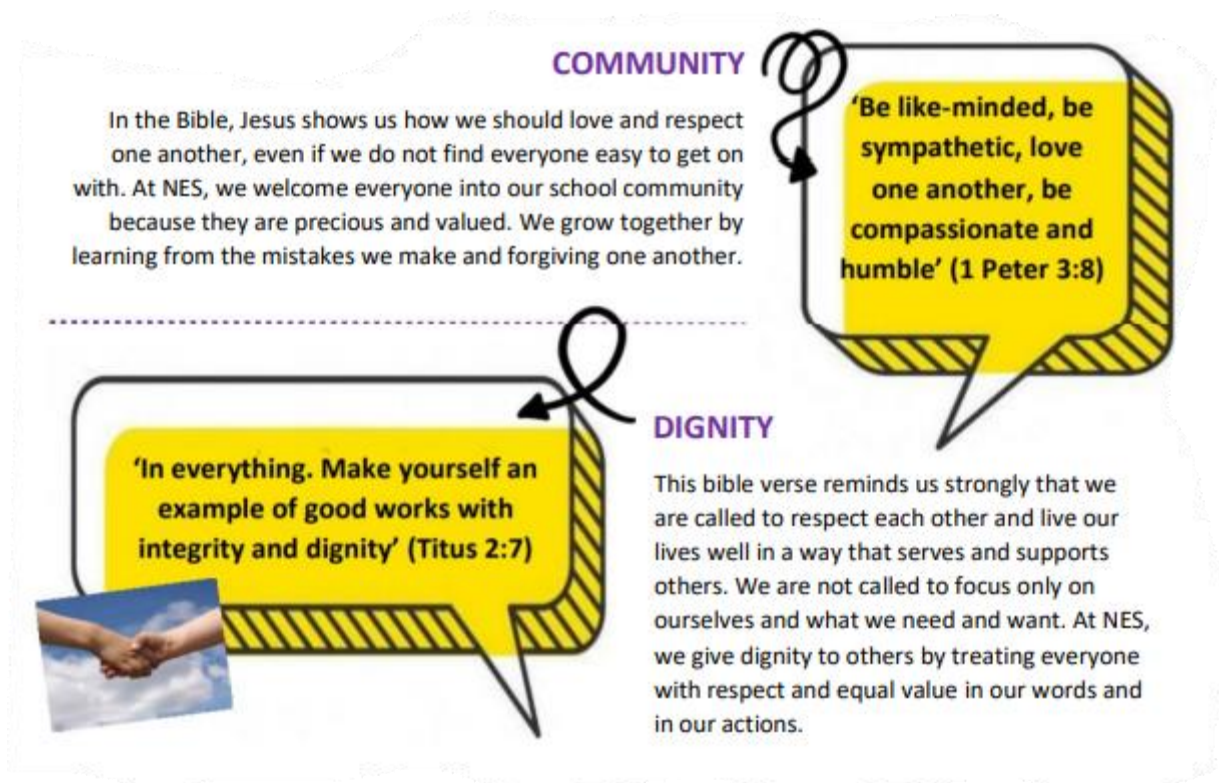 COMMUNITY
In the Bible, Jesus shows us how we should love and respect
one another, even if we do not find everyone easy to get on
with. At NES, we welcome everyone into our school community
because they are precious and valued. We grow together by
learning from the mistakes we make and forgiving one another.
‘Be like-minded, be
sympathetic, love
one another, be
compassionate and
humble’ (1 Peter 3:8)
‘In everything. Make yourself an
example of good works with
integrity and dignity’ (Titus 2:7)
DIGNITY
This bible verse reminds us strongly that we
are called to respect each other and live our
lives well in a way that serves and supports
others. We are not called to focus only on
ourselves and what we need and want. At NES,
we give dignity to others by treating everyone
with respect and equal value in our words and
in our actions.